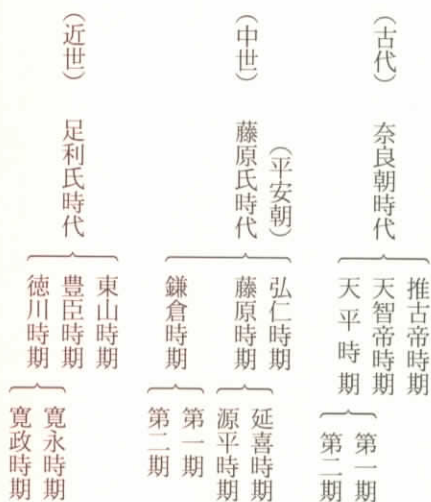 （古代）　奈良朝時代
推古帝時期
天智帝時期
天平時期
第一期
第二期
（平安朝）
（中世）　藤原氏時代
弘仁時期
藤原時期
延喜時期
源平時期
鎌倉時期
第一期
第二期
（近世）　足利氏時代
東山時期
豊臣時期
徳川時期
寛永時期
寛政時期